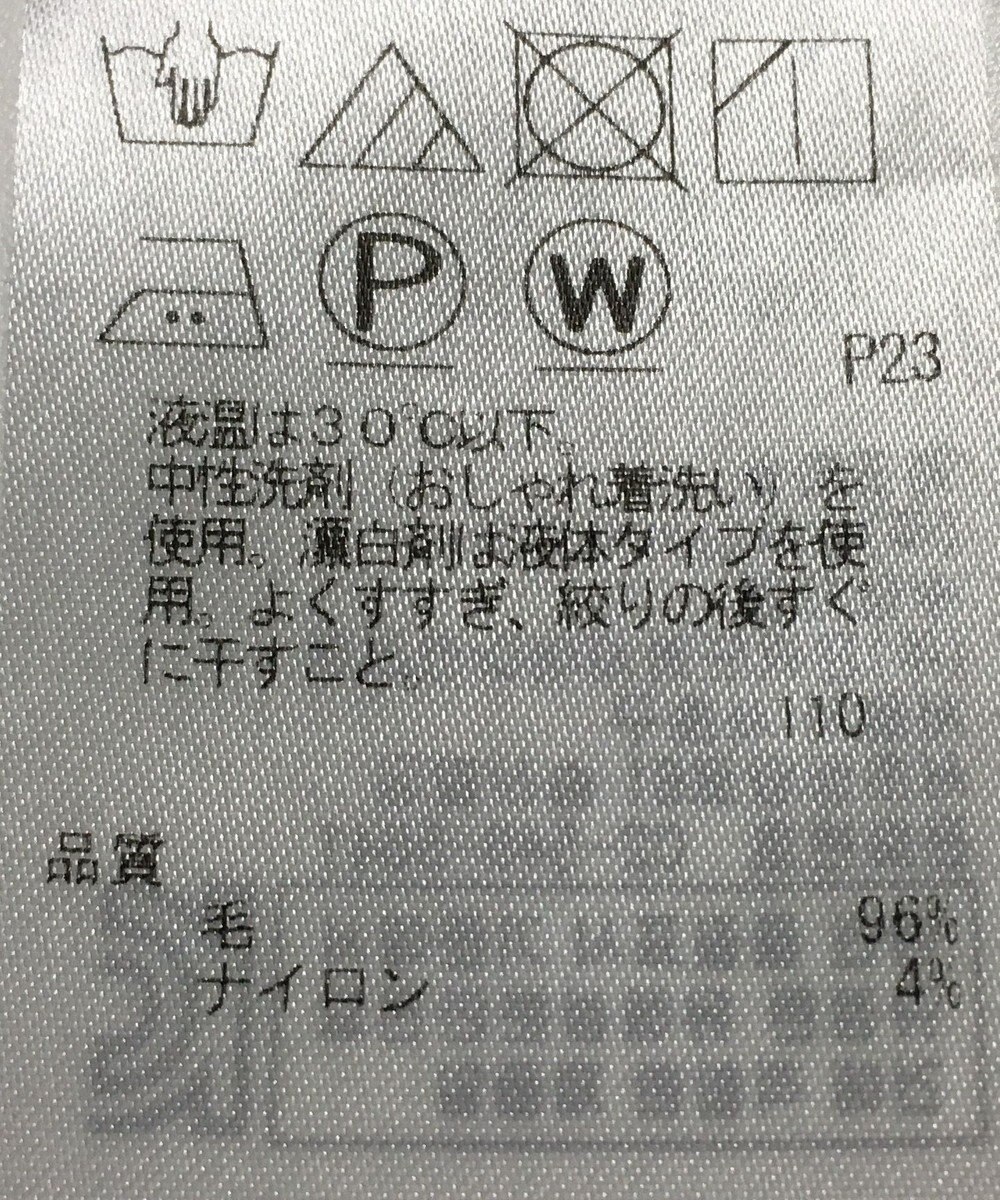 P
W
P23
液温は30℃以下。
中性洗剤（おしゃれ着洗い）を
使用。漂白剤は液体タイプを使
用。よくすすぎ、絞りの後すぐ
に干すこと。
I10
品質
毛 96%
ナイロン 4%